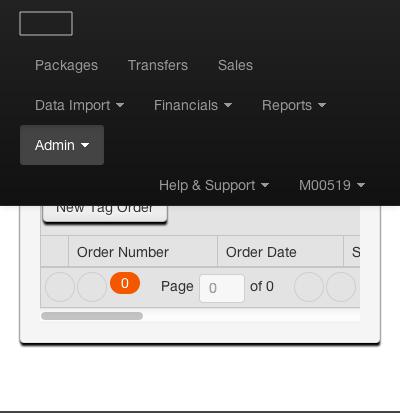 Packages Transfers Sales
Data Import Financials Reports
Admin
Help & Support M00519
New Tag Order
Order Number Order Date S
0 Page 0 of 0